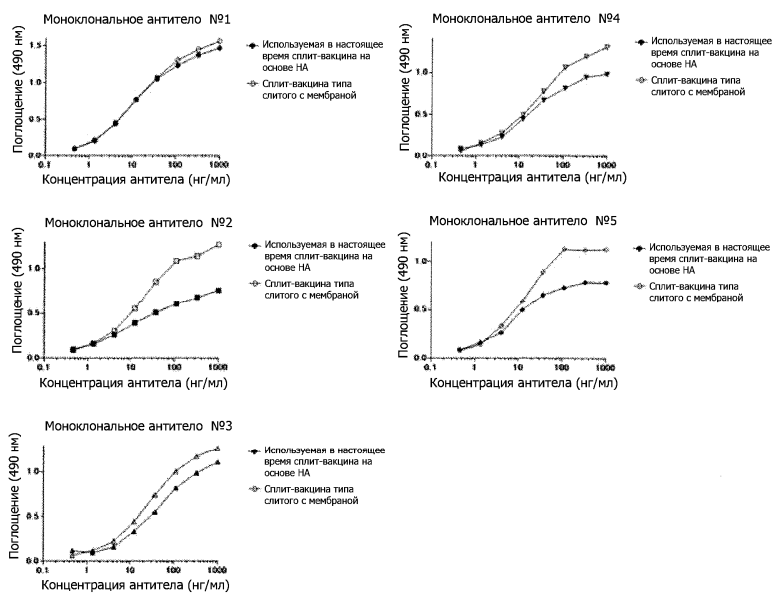 Моноклональное антитело №1
Поглощение (490 нм)
1.5
1.0
0.5
0.0
0.1 1 10 100 1000
Концентрация антитела (нг/мл)
Используемая в настоящее
время сплит-вакцина на
основе HA
Сплит-вакцина типа
слитого с мембраной
Моноклональное антитело №4
Поглощение (490 нм)
1.0
0.5
0.0
0.1 1 10 100 1000
Концентрация антитела (нг/мл)
Используемая в настоящее
время сплит-вакцина на
основе HA
Сплит-вакцина типа
слитого с мембраной
Моноклональное антитело №2
Поглощение (490 нм)
1.0
0.5
0.0
0.1 1 10 100 1000
Концентрация антитела (нг/мл)
Используемая в настоящее
время сплит-вакцина на
основе HA
Сплит-вакцина типа
слитого с мембраной
Моноклональное антитело №5
Поглощение (490 нм)
1.0
0.5
0.0
0.1 1 10 100 1000
Концентрация антитела (нг/мл)
Используемая в настоящее
время сплит-вакцина на
основе HA
Сплит-вакцина типа
слитого с мембраной
Моноклональное антитело №3
Поглощение (490 нм)
1.0
0.5
0.0
0.1 1 10 100 1000
Концентрация антитела (нг/мл)
Используемая в настоящее
время сплит-вакцина на
основе HA
Сплит-вакцина типа
слитого с мембраной